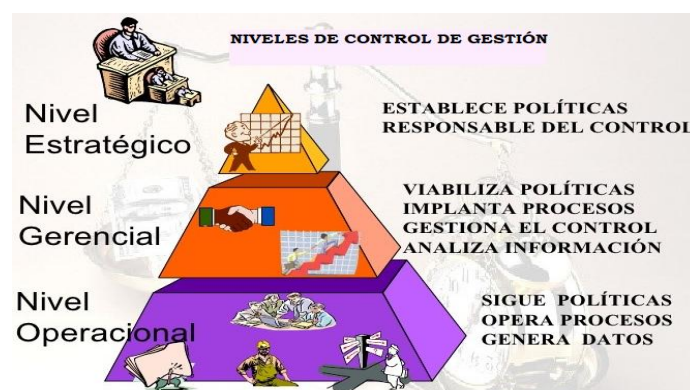 NIVELES DE CONTROL DE GESTIÓN
Nivel
Estratégico
ESTABLECE POLÍTICAS
RESPONSABLE DEL CONTROL
Nivel
Gerencial
VIABILIZA POLÍTICAS
IMPLANTA PROCESOS
GESTIONA EL CONTROL
ANALIZA INFORMACIÓN
Nivel
Operacional
SIGUE POLÍTICAS
OPERA PROCESOS
GENERA DATOS